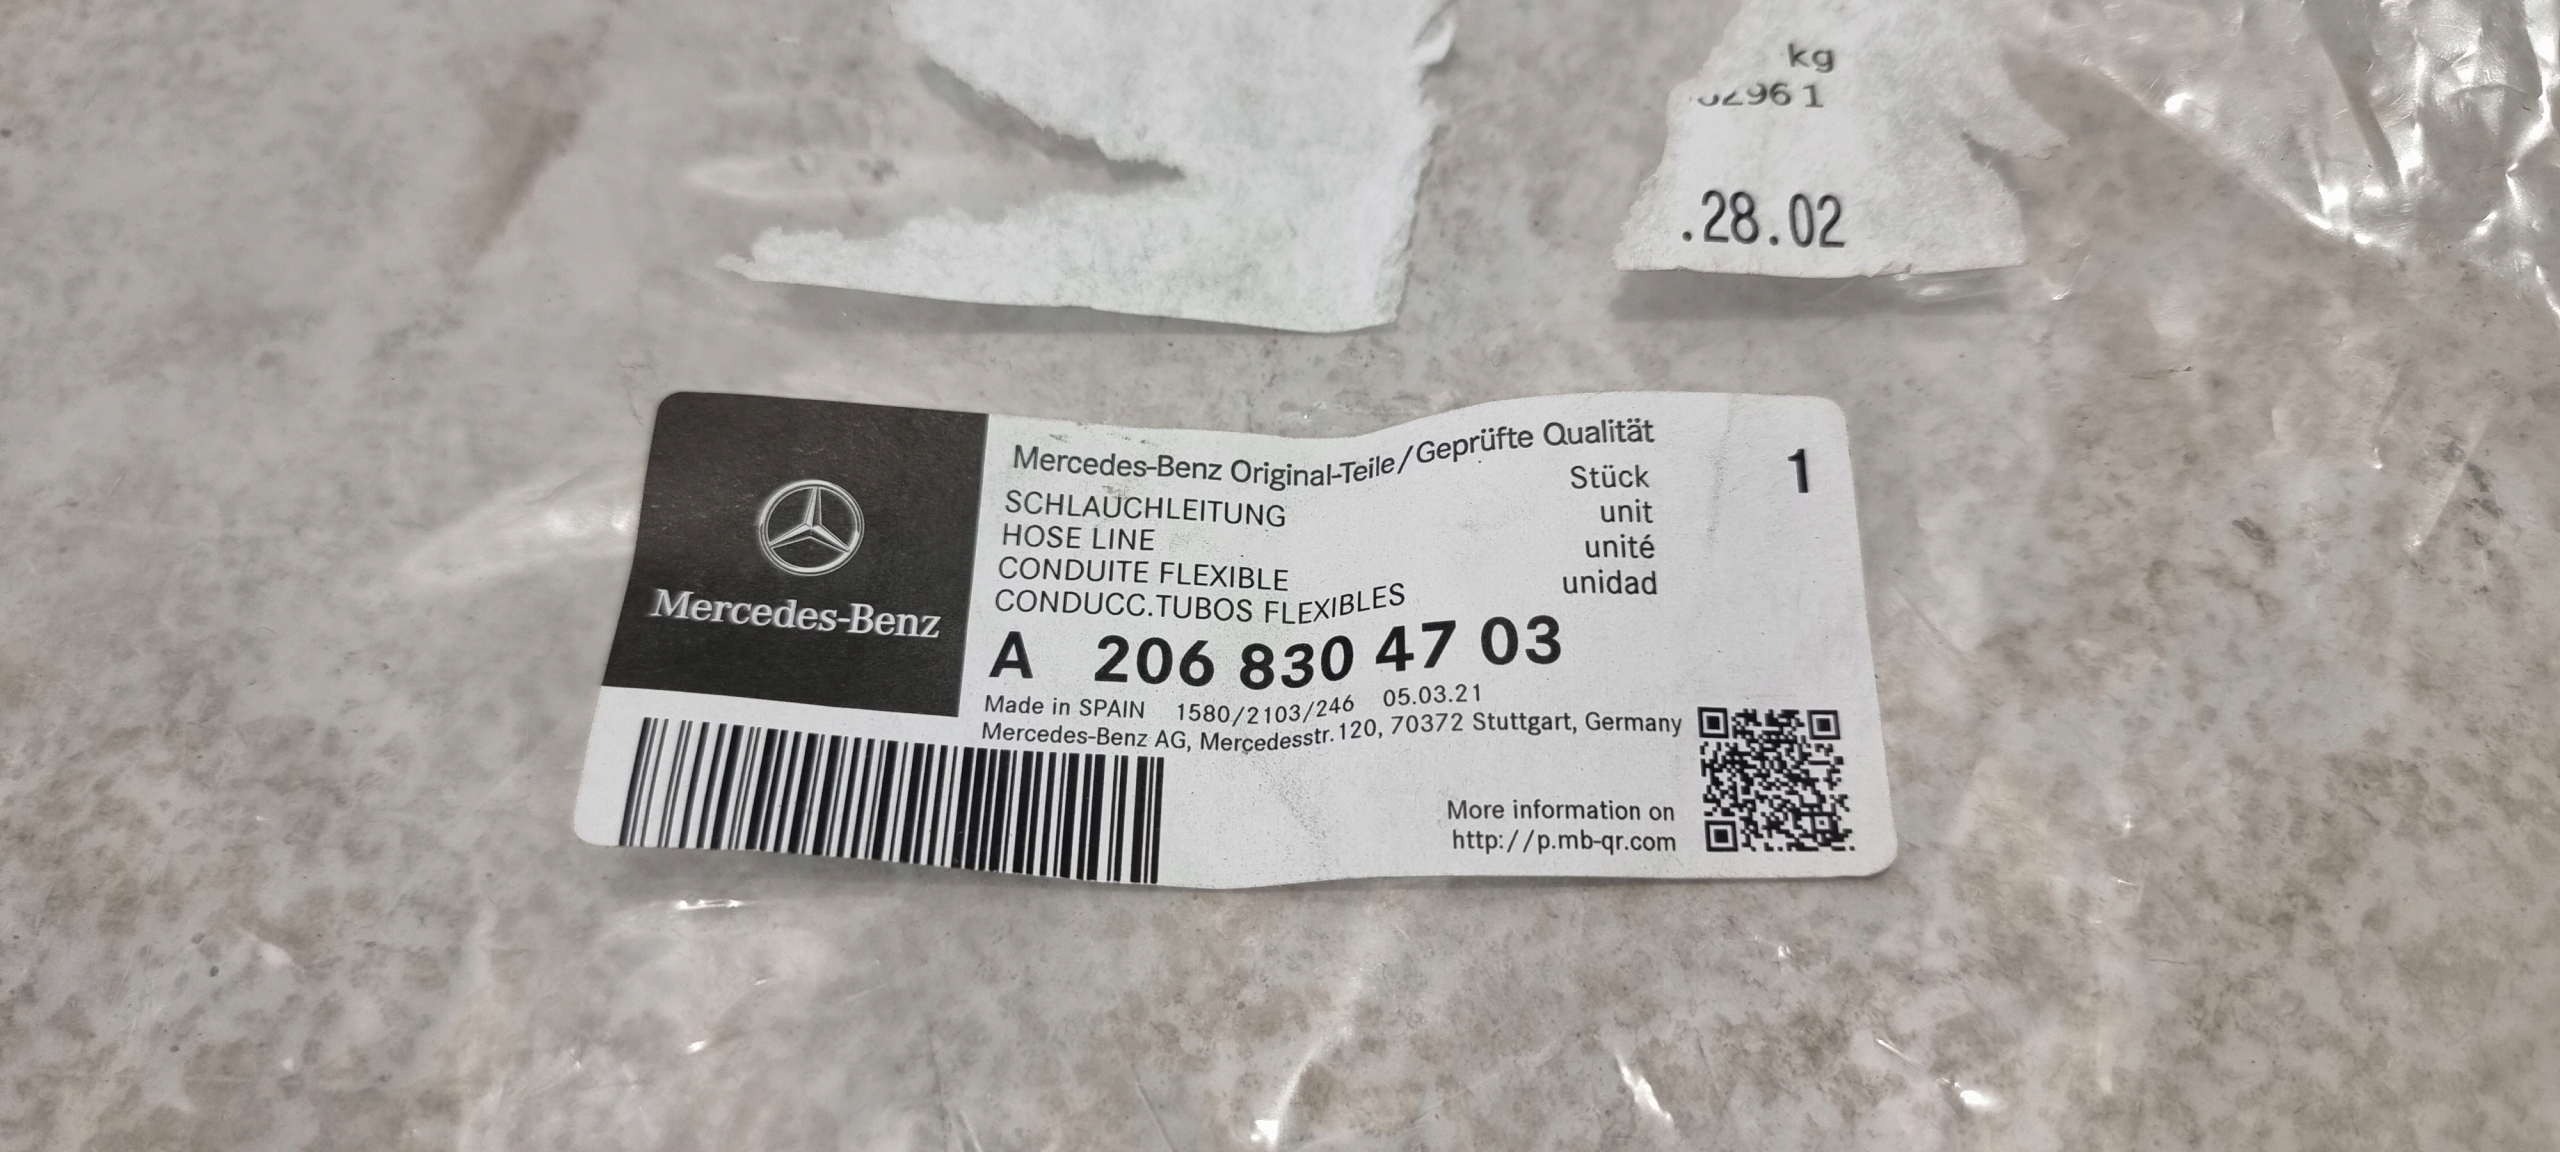 kg
961
.28.02
Mercedes-Benz
Mercedes-Benz Original-Teile/Geprüfte Qualität
SCHLAUCHLEITUNG
HOSE LINE
CONDUITE FLEXIBLE
CONDUCC.TUBOS FLEXIBLES
Stück
unit
unité
unidad
1
A 206 830 47 03
Made in SPAIN 1580/2103/246 05.03.21
Mercedes-Benz AG, Mercedesstr. 120, 70372 Stuttgart, Germany
More information on
http://p.mb-qr.com